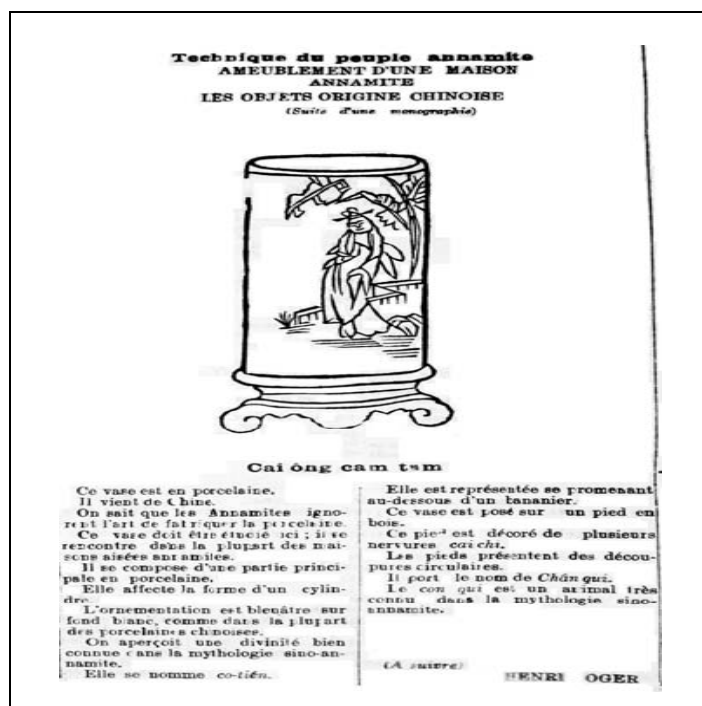 Technique du peuple annamite
AMEUBLEMENT D'UNE MAISON
ANNAMITE
LES OBJETS ORIGINE CHINOISE
(Suite d'une monographie)
Cai ông cam tam
Ce vase est en porcelaine.
Il vient de Chine.
On sait que les Annamites igno-
rent l'art de fabriquer la porcelaine.
Ce vase doit être étudié ici ; il se
rencontre dans la plupart des mai-
sons aisées annamites.
Il se compose d'une partie princi-
pale en porcelaine.
Elle affecte la forme d'un cylin-
dre.
L'ornementation est bleuâtre sur
fond blanc, comme dans la plupart
des porcelaines chinoises.
On aperçoit une divinité bien
connue dans la mythologie sino-an-
namite.
Elle se nomme co-tiên.
Elle est représentée se promenant
au-dessous d'un bananier.
Ce vase est posé sur un pied en
bois.
Ce pied est décoré de plusieurs
nervures cai chi.
Les pieds présentent des décou-
pures circulaires.
Il port le nom de Chân qui.
Le con qui est un animal très
connu dans la mythologie sino-
annamite.
(A suivre)
HENRI OGER